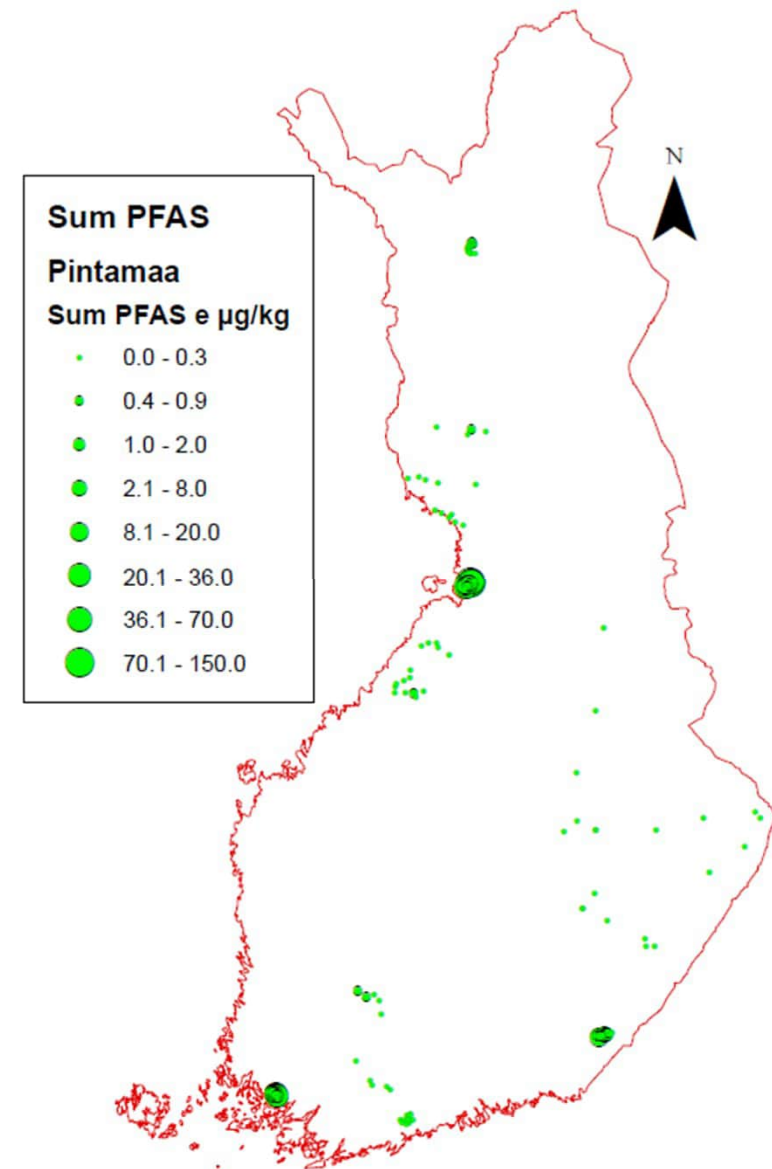 N
Sum PFAS
Pintamaa
Sum PFAS e µg/kg
0.0 - 0.3
0.4 - 0.9
1.0 - 2.0
2.1 - 8.0
8.1 - 20.0
20.1 - 36.0
36.1 - 70.0
70.1 - 150.0